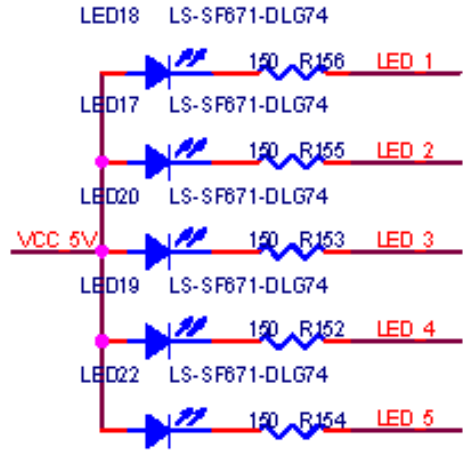 LED18 LS-SF671-DLG74
150 R156 LED 1
LED17 LS-SF671-DLG74
150 R155 LED 2
LED20 LS-SF671-DLG74
VCC 5V 150 R153 LED 3
LED19 LS-SF671-DLG74
150 R152 LED 4
LED22 LS-SF671-DLG74
150 R154 LED 5